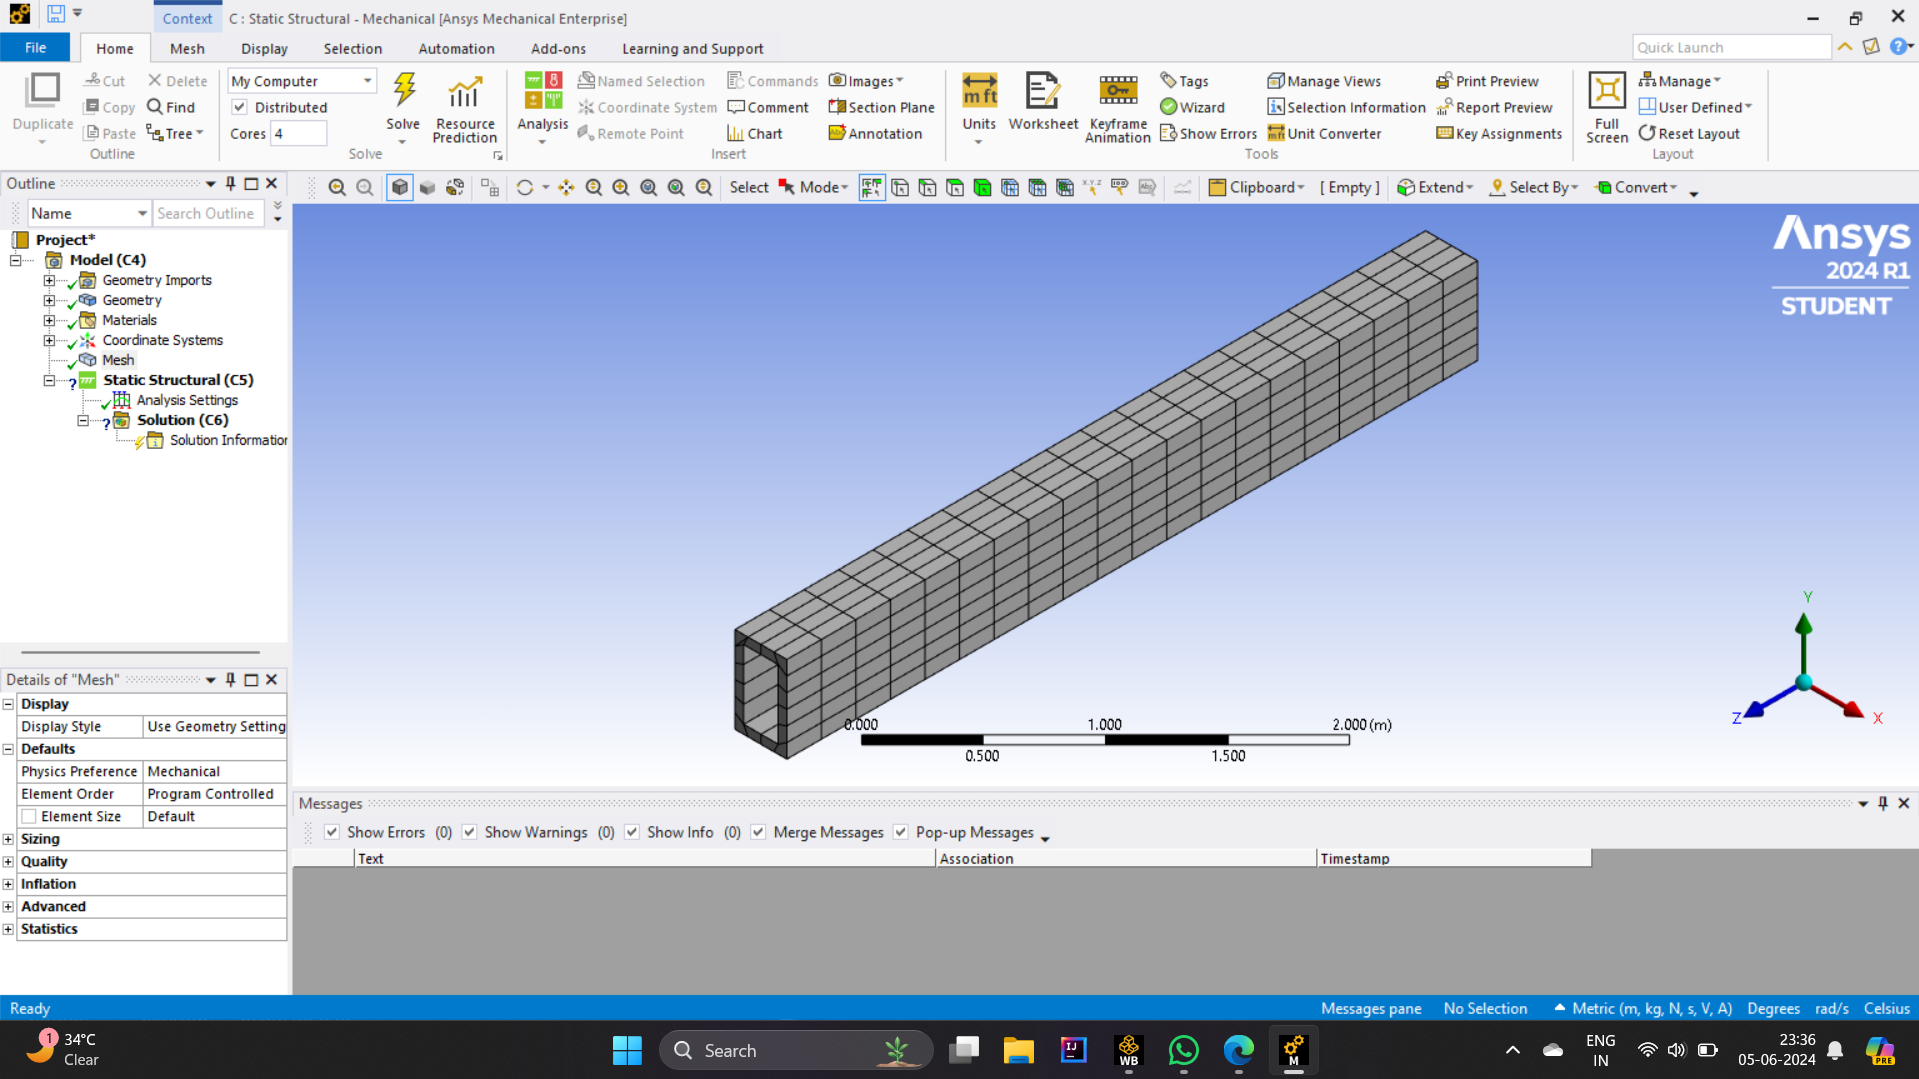 Context
C : Static Structural - Mechanical [Ansys Mechanical Enterprise]
File
Home
Mesh
Display
Selection
Automation
Add-ons
Learning and Support
Quick Launch
Duplicate
Cut
Copy
Paste
Delete
Find
Tree
Outline
My Computer
Distributed
Cores 4
Solve
Resource
Prediction
Solve
Analysis
Named Selection
Coordinate System
Remote Point
Commands
Comment
Chart
Images
Section Plane
Annotation
Insert
Units
Worksheet
Keyframe
Animation
Tags
Wizard
Show Errors
Manage Views
Selection Information
Unit Converter
Print Preview
Report Preview
Key Assignments
Tools
Full
Screen
Manage
User Defined
Reset Layout
Layout
Outline
Select
Mode
Clipboard
[ Empty ]
Extend
Select By
Convert
Name
Search Outline
Project*
Model (C4)
Geometry Imports
Geometry
Materials
Coordinate Systems
Mesh
Static Structural (C5)
Analysis Settings
Solution (C6)
Solution Information
Ansys
2024 R1
STUDENT
Y
Z
X
0.000
1.000
2.000 (m)
0.500
1.500
Details of "Mesh"
Display
Display Style
Use Geometry Setting
Defaults
Physics Preference
Mechanical
Element Order
Program Controlled
Element Size
Default
Sizing
Quality
Inflation
Advanced
Statistics
Messages
Show Errors (0)
Show Warnings (0)
Show Info (0)
Merge Messages
Pop-up Messages
Text
Association
Timestamp
Ready
Messages pane
No Selection
Metric (m, kg, N, s, V, A)
Degrees
rad/s
Celsius
1
34°C
Clear
Search
IJ
WB
M
ENG
IN
23:36
05-06-2024
PRE